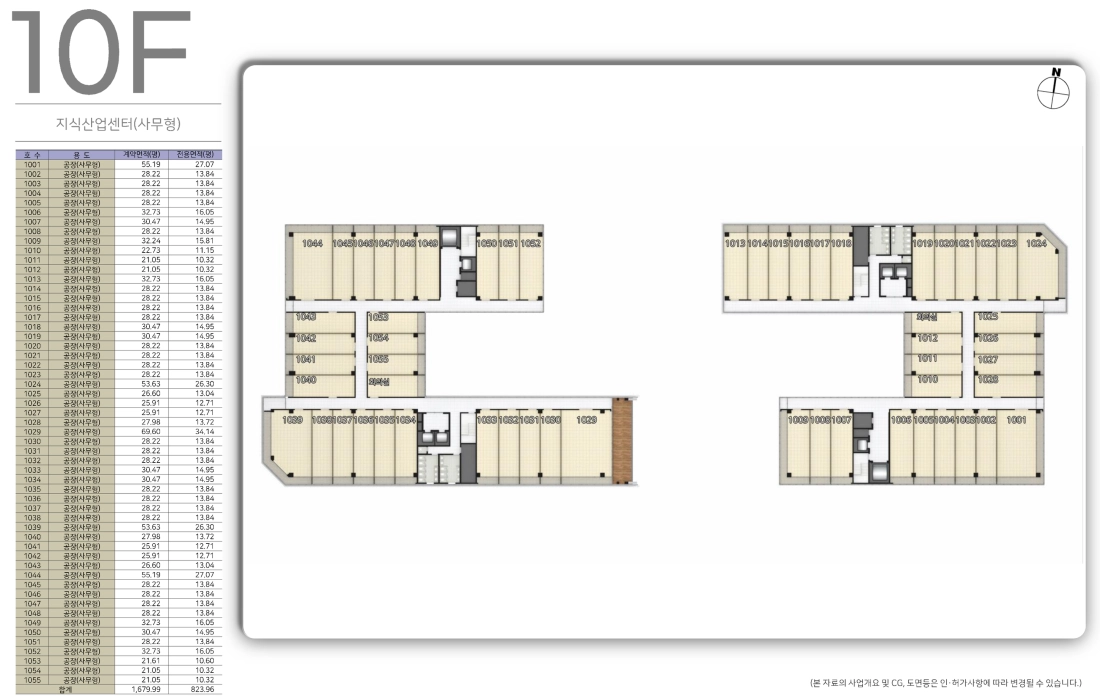 10F
지식산업센터(사무형)
호 수 용 도 계약면적(평) 전용면적(평)
1001 공장(사무형) 55.19 27.07
1002 공장(사무형) 28.22 13.84
1003 공장(사무형) 28.22 13.84
1004 공장(사무형) 28.22 13.84
1005 공장(사무형) 28.22 13.84
1006 공장(사무형) 32.73 16.05
1007 공장(사무형) 30.47 14.95
1008 공장(사무형) 28.22 13.84
1009 공장(사무형) 32.24 15.81
1010 공장(사무형) 22.73 11.15
1011 공장(사무형) 21.05 10.32
1012 공장(사무형) 21.05 10.32
1013 공장(사무형) 32.73 16.05
1014 공장(사무형) 28.22 13.84
1015 공장(사무형) 28.22 13.84
1016 공장(사무형) 28.22 13.84
1017 공장(사무형) 28.22 13.84
1018 공장(사무형) 30.47 14.95
1019 공장(사무형) 30.47 14.95
1020 공장(사무형) 28.22 13.84
1021 공장(사무형) 28.22 13.84
1022 공장(사무형) 28.22 13.84
1023 공장(사무형) 28.22 13.84
1024 공장(사무형) 53.63 26.30
1025 공장(사무형) 26.60 13.04
1026 공장(사무형) 25.91 12.71
1027 공장(사무형) 25.91 12.71
1028 공장(사무형) 27.98 13.72
1029 공장(사무형) 69.60 34.14
1030 공장(사무형) 28.22 13.84
1031 공장(사무형) 28.22 13.84
1032 공장(사무형) 28.22 13.84
1033 공장(사무형) 30.47 14.95
1034 공장(사무형) 30.47 14.95
1035 공장(사무형) 28.22 13.84
1036 공장(사무형) 28.22 13.84
1037 공장(사무형) 28.22 13.84
1038 공장(사무형) 28.22 13.84
1039 공장(사무형) 53.63 26.30
1040 공장(사무형) 27.98 13.72
1041 공장(사무형) 25.91 12.71
1042 공장(사무형) 25.91 12.71
1043 공장(사무형) 26.60 13.04
1044 공장(사무형) 55.19 27.07
1045 공장(사무형) 28.22 13.84
1046 공장(사무형) 28.22 13.84
1047 공장(사무형) 28.22 13.84
1048 공장(사무형) 28.22 13.84
1049 공장(사무형) 32.73 16.05
1050 공장(사무형) 30.47 14.95
1051 공장(사무형) 28.22 13.84
1052 공장(사무형) 32.73 16.05
1053 공장(사무형) 21.61 10.60
1054 공장(사무형) 21.05 10.32
1055 공장(사무형) 21.05 10.32
합계 1,679.99 823.96
N
1044 1045 1046 1047 1048 1049 1050 1051 1052
1013 1014 1015 1016 1017 1018 1019 1020 1021 1022 1023 1024
1043 1053 회의실 1025
1042 1054 1012 1026
1041 1055 1011 1027
1040 회의실 1010 1028
1039 1038 1037 1036 1035 1034 1033 1032 1031 1030 1029
1009 1008 1007 1006 1005 1004 1003 1002 1001
(본 자료의 사업개요 및 CG, 도면등은 인·허가사항에 따라 변경될 수 있습니다.)